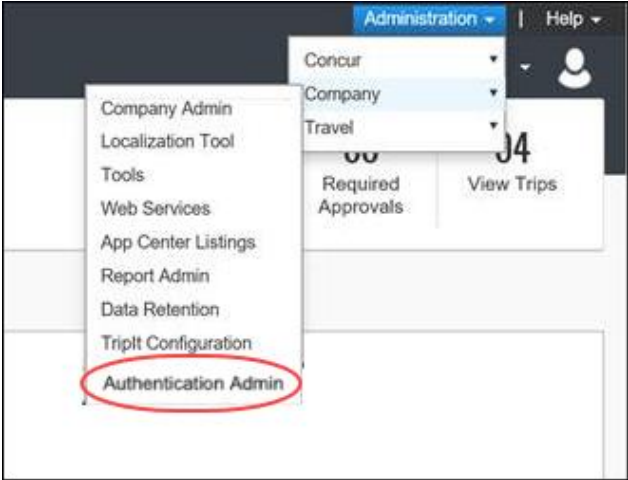 Administration | Help
Concur
Company
Travel
Company Admin
Localization Tool
Tools
Web Services
App Center Listings
Report Admin
Data Retention
TripIt Configuration
Authentication Admin
Required
Approvals
View Trips